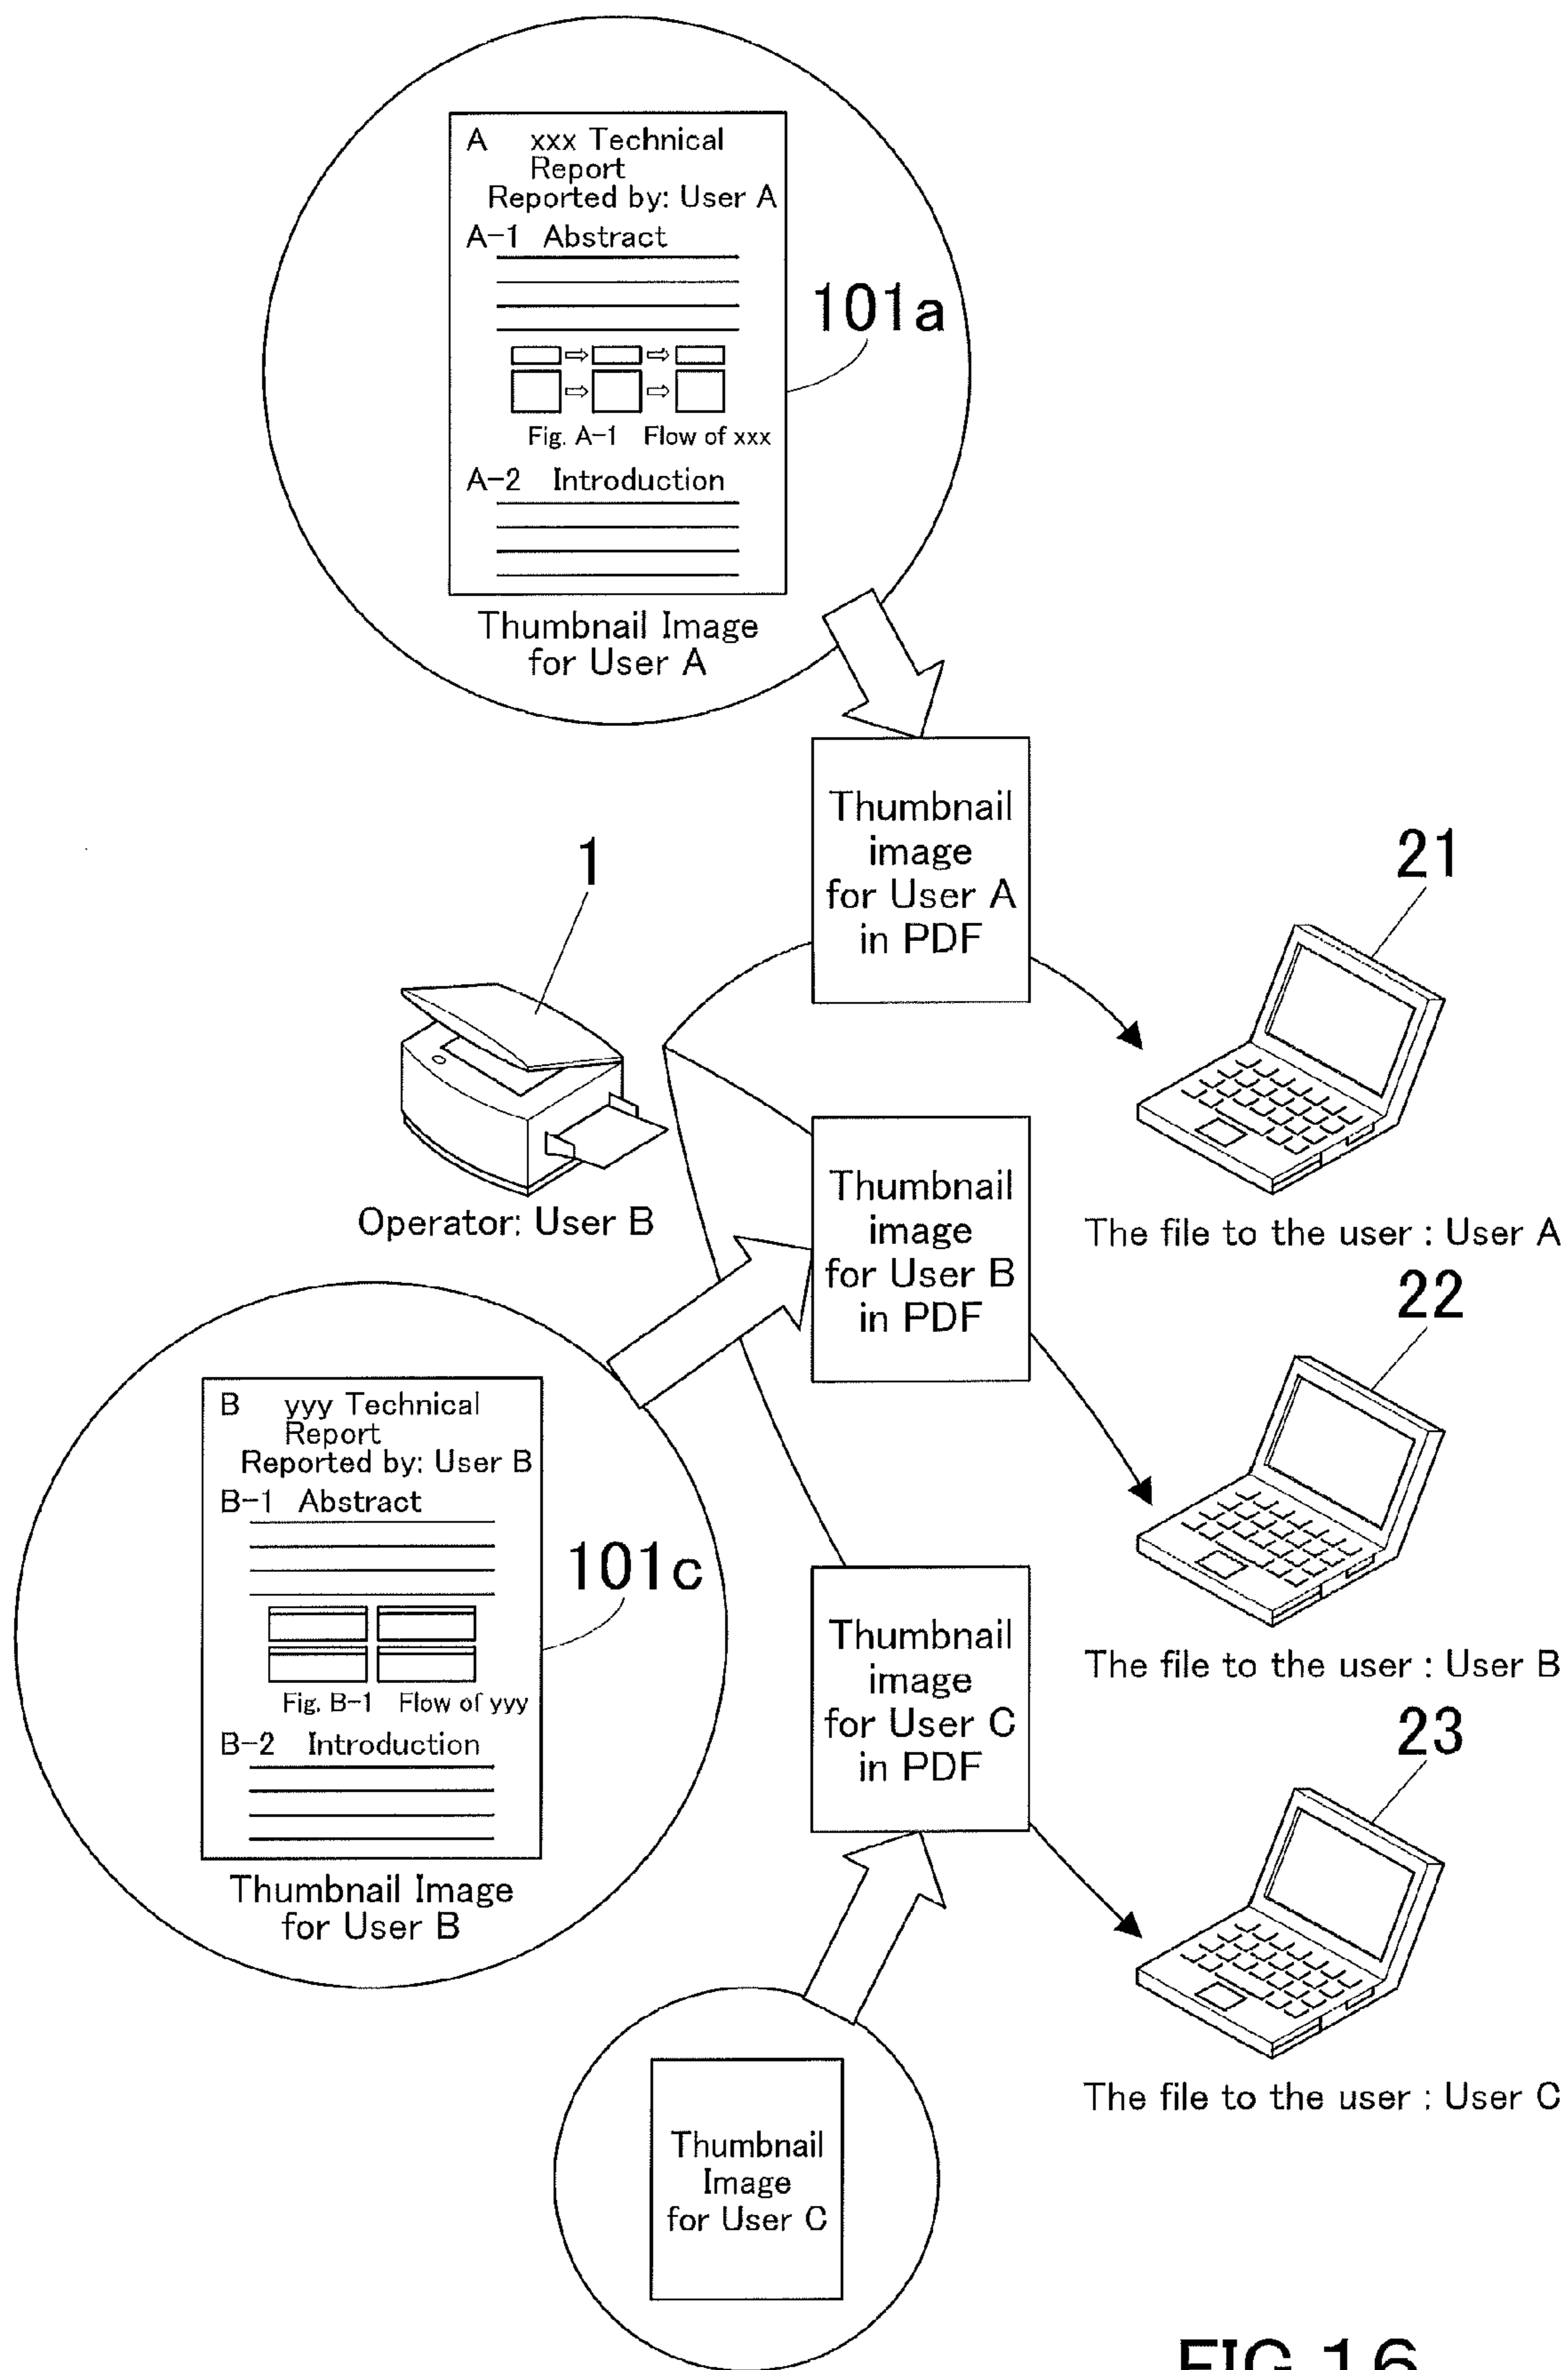 A xxx Technical
Report
Reported by: User A
A-1 Abstract
101a
Fig. A-1 Flow of xxx
A-2 Introduction
Thumbnail Image
for User A
Thumbnail
image
for User A
in PDF
1
21
Operator: User B
The file to the user : User A
Thumbnail
image
for User B
in PDF
22
B yyy Technical
Report
Reported by: User B
B-1 Abstract
101c
Fig. B-1 Flow of yyy
B-2 Introduction
Thumbnail Image
for User B
The file to the user : User B
Thumbnail
image
for User C
in PDF
23
The file to the user : User C
Thumbnail
Image
for User C
FIG.16